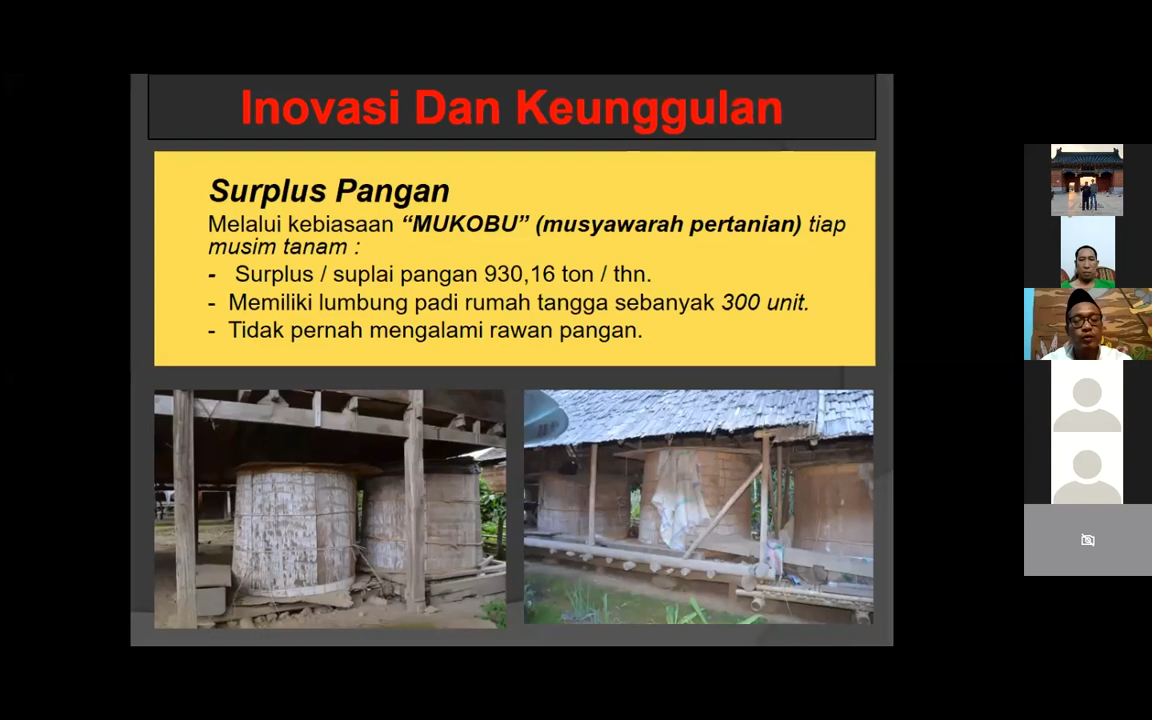 Inovasi Dan Keunggulan
Surplus Pangan
Melalui kebiasaan “MUKOBU” (musyawarah pertanian) tiap
musim tanam :
- Surplus / suplai pangan 930,16 ton / thn.
- Memiliki lumbung padi rumah tangga sebanyak 300 unit.
- Tidak pernah mengalami rawan pangan.